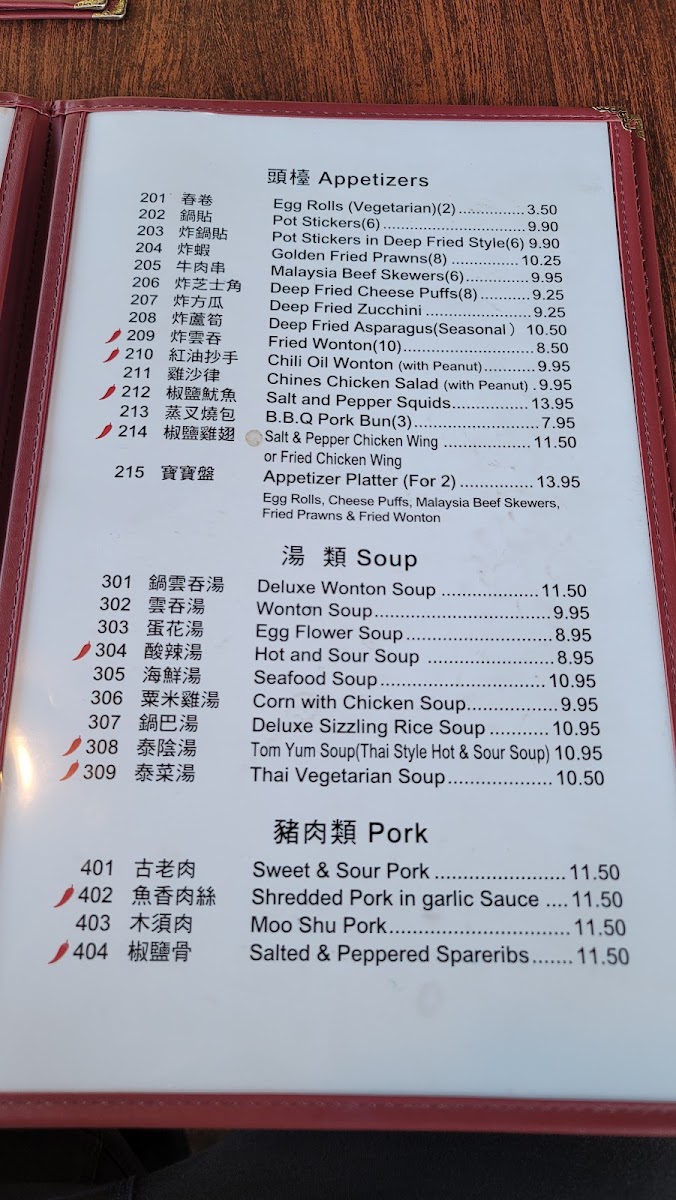 頭檯 Appetizers
201 春卷 Egg Rolls (Vegetarian)(2) ............... 3.50
202 鍋貼 Pot Stickers(6) ....................................... 9.90
203 炸鍋貼 Pot Stickers in Deep Fried Style(6) 9.90
204 炸蝦 Golden Fried Prawns(8) ............... 10.25
205 牛肉串 Malaysia Beef Skewers(6)............... 9.95
206 炸芝士角 Deep Fried Cheese Puffs(8) ........... 9.25
207 炸方瓜 Deep Fried Zucchini ........................ 9.25
208 炸蘆筍 Deep Fried Asparagus(Seasonal ) 10.50
209 炸雲吞 Fried Wonton(10).............................. 8.50
210 紅油抄手 Chili Oil Wonton (with Peanut)............ 9.95
211 雞沙律 Chines Chicken Salad (with Peanut) . 9.95
212 椒鹽魷魚 Salt and Pepper Squids................. 13.95
213 蒸叉燒包 B.B.Q Pork Bun(3) ............................ 7.95
214 椒鹽雞翅 Salt & Pepper Chicken Wing .................. 11.50
or Fried Chicken Wing
215 寶寶盤 Appetizer Platter (For 2) ................ 13.95
Egg Rolls, Cheese Puffs, Malaysia Beef Skewers,
Fried Prawns & Fried Wonton
湯 類 Soup
301 鍋雲吞湯 Deluxe Wonton Soup .................... 11.50
302 雲吞湯 Wonton Soup..................................... 9.95
303 蛋花湯 Egg Flower Soup.............................. 8.95
304 酸辣湯 Hot and Sour Soup ......................... 8.95
305 海鮮湯 Seafood Soup................................. 10.95
306 粟米雞湯 Corn with Chicken Soup.................. 9.95
307 鍋巴湯 Deluxe Sizzling Rice Soup ........... 10.95
308 泰陰湯 Tom Yum Soup(Thai Style Hot & Sour Soup) 10.95
309 泰菜湯 Thai Vegetarian Soup.................... 10.50
豬肉類 Pork
401 古老肉 Sweet & Sour Pork ........................ 11.50
402 魚香肉絲 Shredded Pork in garlic Sauce .... 11.50
403 木須肉 Moo Shu Pork................................. 11.50
404 椒鹽骨 Salted & Peppered Spareribs....... 11.50